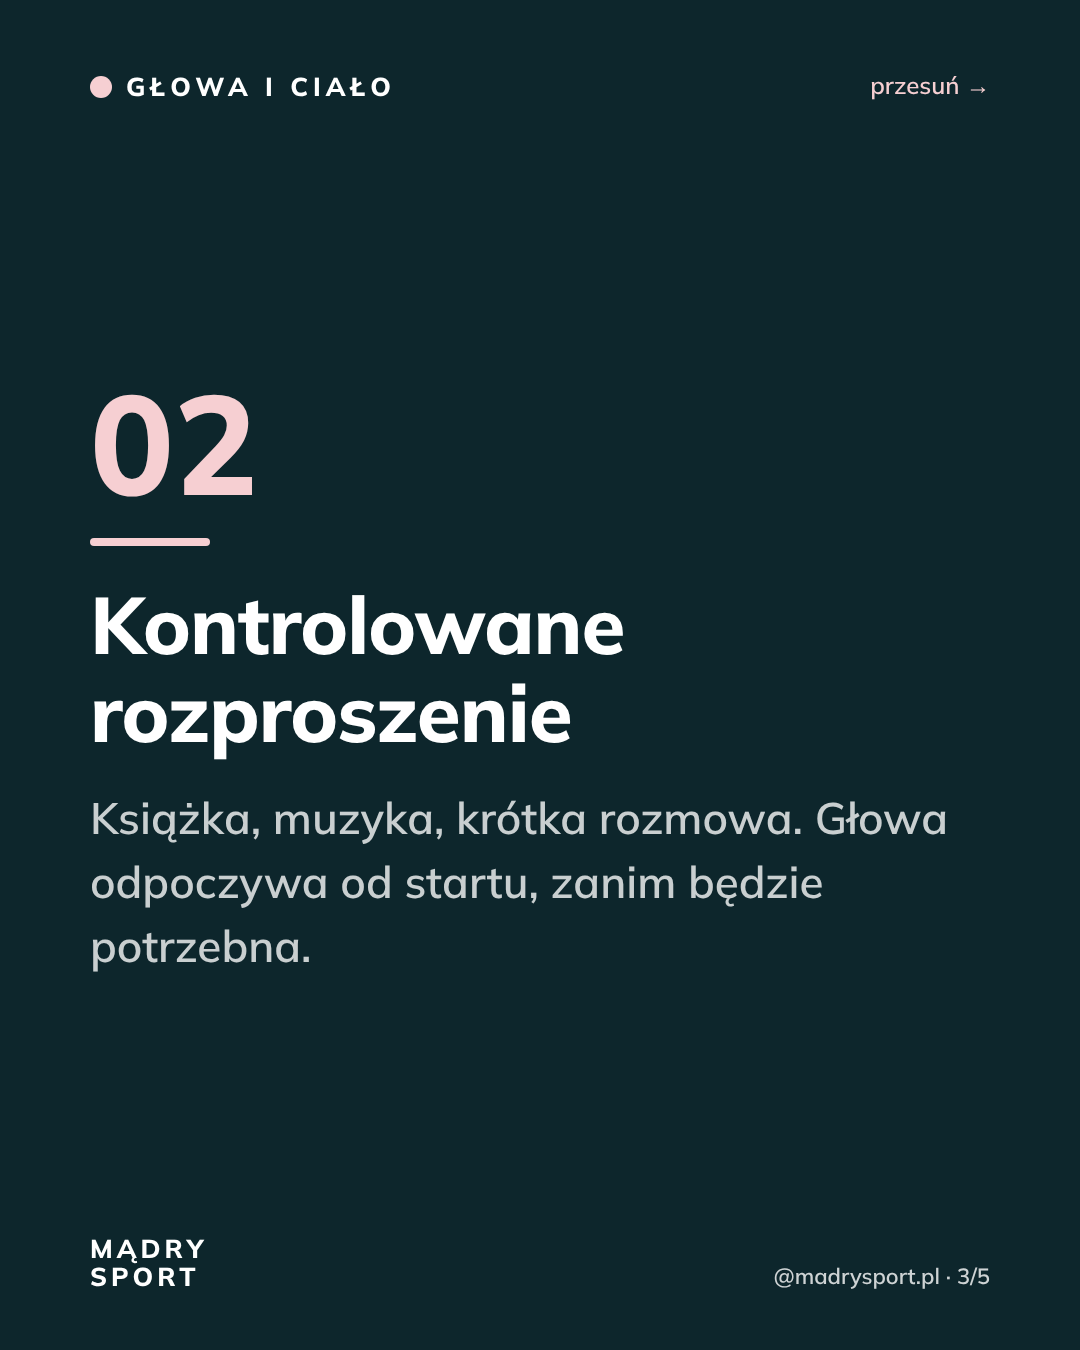 GŁOWA I CIAŁO
przesuń →
02
Kontrolowane
rozproszenie
Książka, muzyka, krótka rozmowa. Głowa
odpoczywa od startu, zanim będzie
potrzebna.
MĄDRY
SPORT
@madrysport.pl · 3/5